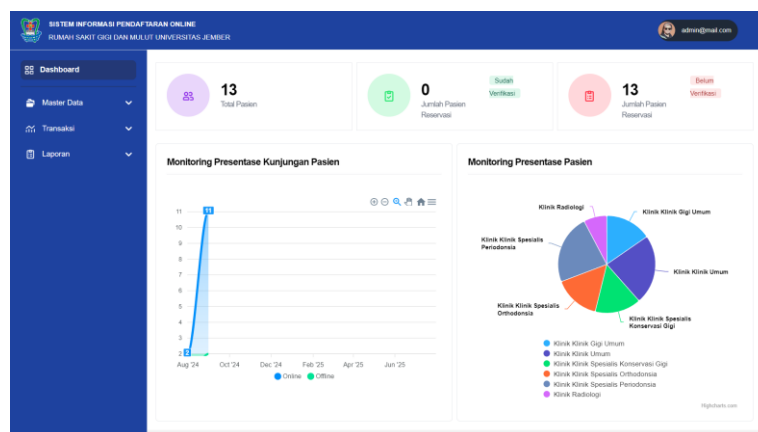 SISTEM INFORMASI PENDAFTARAN ONLINE
RUMAH SAKIT GIGI DAN MULUT UNIVERSITAS JEMBER
admin@mail.com
Dashboard
Master Data
Transaksi
Laporan
13
Total Pasien
0
Jumlah Pasien
Reservasi
Sudah
Verifikasi
13
Jumlah Pasien
Reservasi
Belum
Verifikasi
Monitoring Presentase Kunjungan Pasien
11
11
10
9
8
7
6
5
4
3
2
2
Aug '24
Oct '24
Dec '24
Feb '25
Apr '25
Jun '25
Online
Offline
Monitoring Presentase Pasien
Klinik Radiologi
Klinik Klinik Gigi Umum
Klinik Klinik Spesialis
Periodonsia
Klinik Klinik Umum
Klinik Klinik Spesialis
Orthodonsia
Klinik Klinik Spesialis
Konservasi Gigi
Klinik Klinik Gigi Umum
Klinik Klinik Umum
Klinik Klinik Spesialis Konservasi Gigi
Klinik Klinik Spesialis Orthodonsia
Klinik Klinik Spesialis Periodonsia
Klinik Radiologi
Highcharts.com